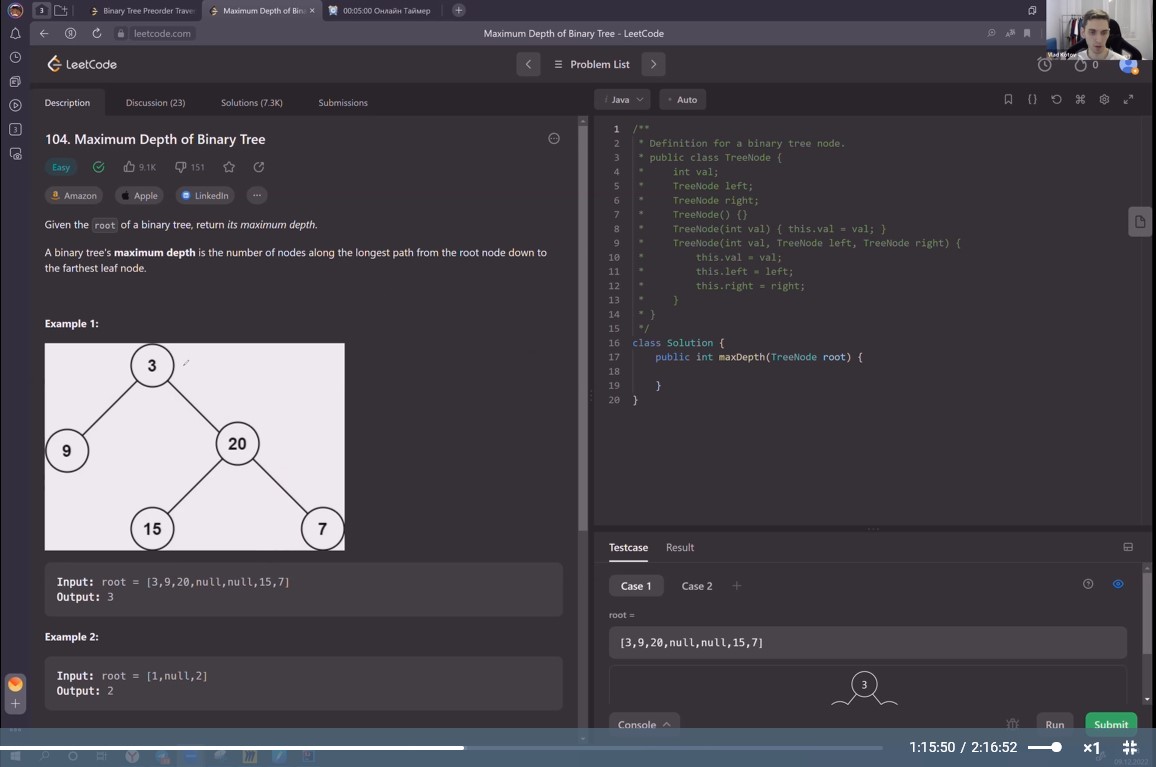 3
Binary Tree Preorder Traver
Maximum Depth of Bin
00:05:00 Онлайн Таймер
leetcode.com
Maximum Depth of Binary Tree - LeetCode
LeetCode
Problem List
0
Description
Discussion (23)
Solutions (7.3K)
Submissions
i Java
Auto
104. Maximum Depth of Binary Tree
Easy
9.1K
151
Amazon
Apple
LinkedIn
Given the root of a binary tree, return its maximum depth.
A binary tree's maximum depth is the number of nodes along the longest path from the root node down to
the farthest leaf node.
Example 1:
3
9
20
15
7
Input: root = [3,9,20,null,null,15,7]
Output: 3
Example 2:
Input: root = [1,null,2]
Output: 2
1 /**
2 * Definition for a binary tree node.
3 * public class TreeNode {
4 * int val;
5 * TreeNode left;
6 * TreeNode right;
7 * TreeNode() {}
8 * TreeNode(int val) { this.val = val; }
9 * TreeNode(int val, TreeNode left, TreeNode right) {
10 * this.val = val;
11 * this.left = left;
12 * this.right = right;
13 * }
14 * }
15 */
16 class Solution {
17 public int maxDepth(TreeNode root) {
18
19 }
20 }
Testcase
Result
Case 1
Case 2
root =
[3,9,20,null,null,15,7]
3
Console
Run
Submit
3
1:15:50 / 2:16:52
×1